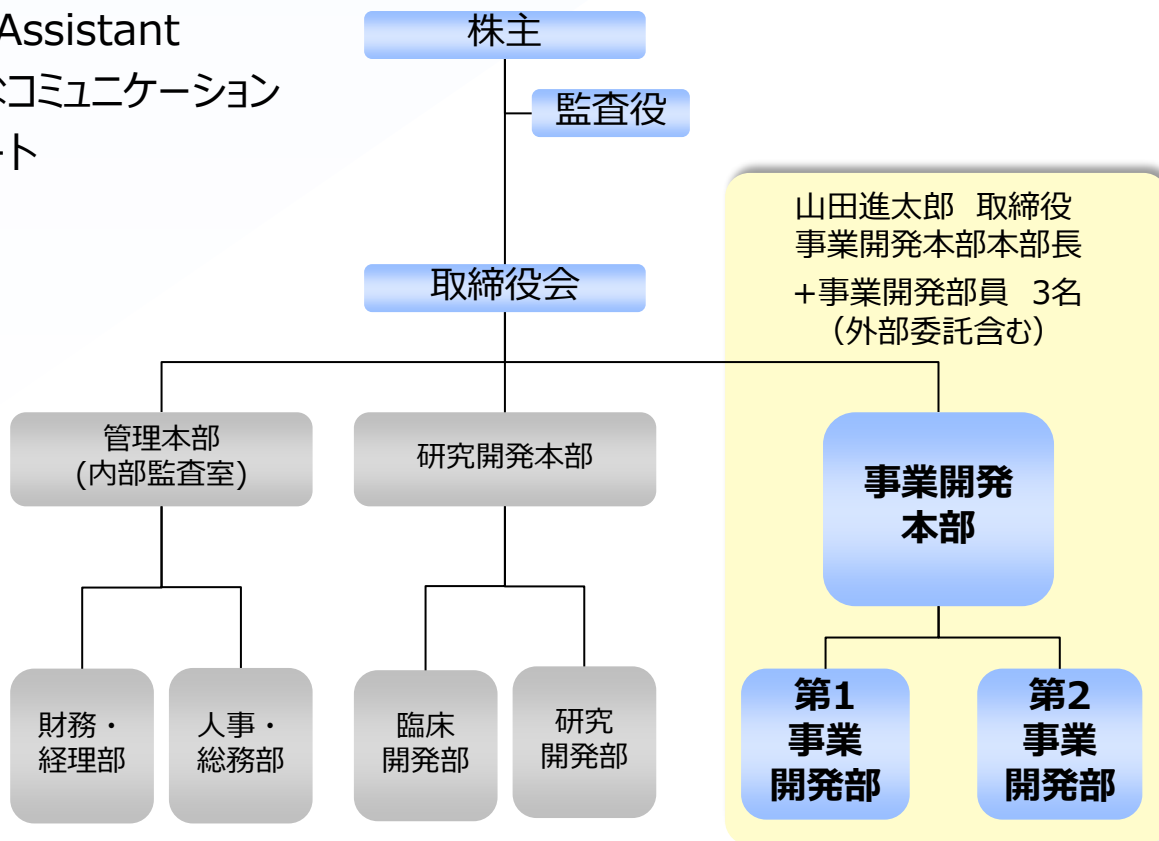 Assistant
なコミュニケーション
ート
株主
監査役
取締役会
山田進太郎 取締役
事業開発本部本部長
+事業開発部員 3名
（外部委託含む）
管理本部
(内部監査室)
研究開発本部
事業開発
本部
財務・
経理部
人事・
総務部
臨床
開発部
研究
開発部
第1
事業
開発部
第2
事業
開発部